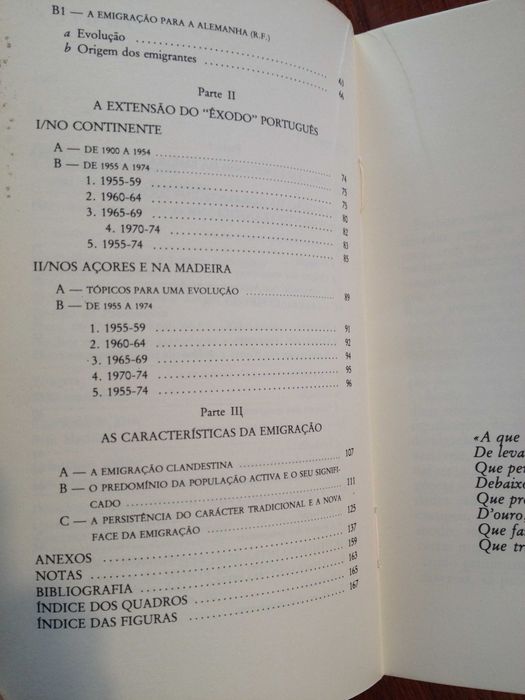 B1 — A EMIGRAÇÃO PARA A ALEMANHA (R.F.)
a Evolução
b Origem dos emigrantes
Parte II
A EXTENSÃO DO "ÊXODO" PORTUGUÊS
I/NO CONTINENTE
A — DE 1900 A 1954 74
B — DE 1955 A 1974 75
1. 1955-59 75
2. 1960-64 80
3. 1965-69 82
4. 1970-74 83
5. 1955-74 85
II/NOS AÇORES E NA MADEIRA
A — TÓPICOS PARA UMA EVOLUÇÃO 89
B — DE 1955 A 1974
1. 1955-59 91
2. 1960-64 92
3. 1965-69 94
4. 1970-74 95
5. 1955-74 96
Parte III
AS CARACTERÍSTICAS DA EMIGRAÇÃO
A — A EMIGRAÇÃO CLANDESTINA 107
B — O PREDOMÍNIO DA POPULAÇÃO ACTIVA E O SEU SIGNIFI-
CADO 111
C — A PERSISTÊNCIA DO CARÁCTER TRADICIONAL E A NOVA
FACE DA EMIGRAÇÃO 125
ANEXOS 137
NOTAS 159
BIBLIOGRAFIA 163
ÍNDICE DOS QUADROS 165
ÍNDICE DAS FIGURAS 167
«A que
De leva
Que pe
Debaixo
Que pro
D'ouro,
Que fa
Que tr